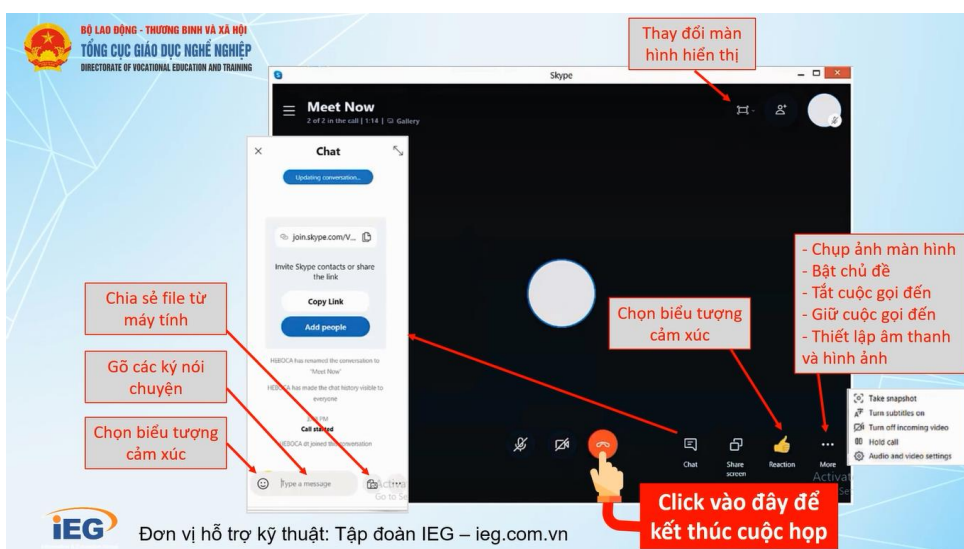 BỘ LAO ĐỘNG - THƯƠNG BINH VÀ XÃ HỘI
TỔNG CỤC GIÁO DỤC NGHỀ NGHIỆP
DIRECTORATE OF VOCATIONAL EDUCATION AND TRAINING
Thay đổi màn
hình hiển thị
Skype
Meet Now
2 of 2 in the call | 1:14 | Gallery
Chat
Updating conversation...
join.skype.com/V...
Invite Skype contacts or share
the link
Copy Link
Add people
HEBOCA has renamed the conversation to
"Meet Now"
HEBOCA has made the chat history visible to
everyone
PM
Call started
HEBOCA dt joined this conversation
Type a message
Chia sẻ file từ
máy tính
Gõ các ký nói
chuyện
Chọn biểu tượng
cảm xúc
Chọn biểu tượng
cảm xúc
- Chụp ảnh màn hình
- Bật chủ đề
- Tắt cuộc gọi đến
- Giữ cuộc gọi đến
- Thiết lập âm thanh
và hình ảnh
Take snapshot
Turn subtitles on
Turn off incoming video
Hold call
Audio and video settings
Chat
Share
screen
Reaction
More
Click vào đây để
kết thúc cuộc họp
iEG
Đơn vị hỗ trợ kỹ thuật: Tập đoàn IEG – ieg.com.vn